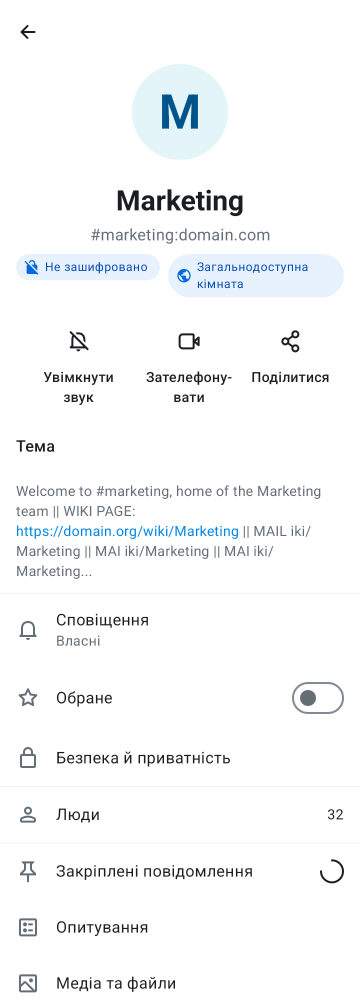 M
Marketing
#marketing:domain.com
Не зашифровано
Загальнодоступна
кімната
Увімкнути
звук
Зателефону-
вати
Поділитися
Тема
Welcome to #marketing, home of the Marketing
team || WIKI PAGE:
https://domain.org/wiki/Marketing || MAIL iki/
Marketing || MAI iki/Marketing || MAI iki/
Marketing...
Сповіщення
Власні
Обране
Безпека й приватність
Люди 32
Закріплені повідомлення
Опитування
Медіа та файли